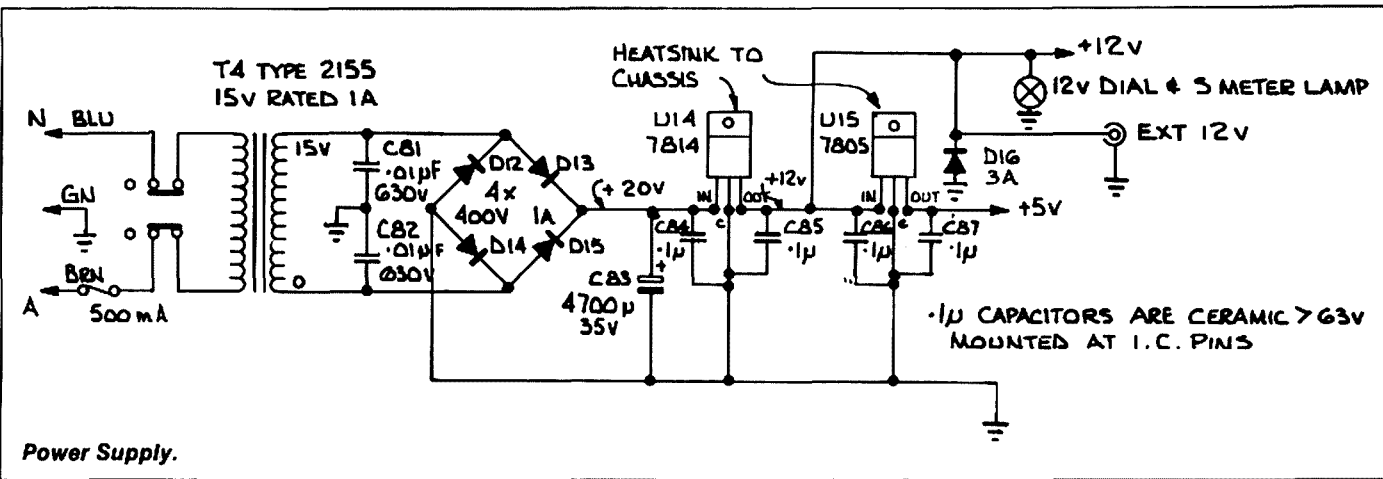 T4 TYPE 2155
15V RATED 1A
N BLU
GN
BRN
A
500mA
15V
C81
.01µF
630V
C82
.01µF
630V
D12
D13
4x
400V 1A
D14
D15
+20V
C83
4700µ
35V
+
HEATSINK TO
CHASSIS
U14
7814
IN
OUT
C
C84
.1µ
+12v
C85
.1µ
U15
7805
IN
OUT
C
C86
.1µ
C87
.1µ
+12v
12v DIAL & S METER LAMP
EXT 12v
D16
3A
+5v
.1µ CAPACITORS ARE CERAMIC > 63v
MOUNTED AT I.C. PINS
Power Supply.